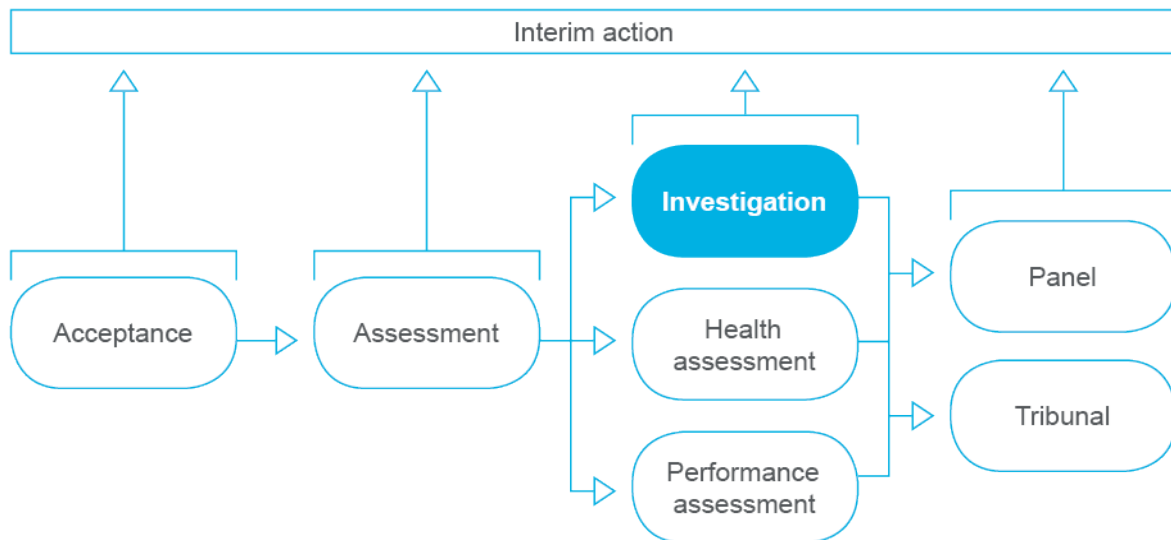 Interim action
Acceptance
Assessment
Investigation
Health
assessment
Performance
assessment
Panel
Tribunal